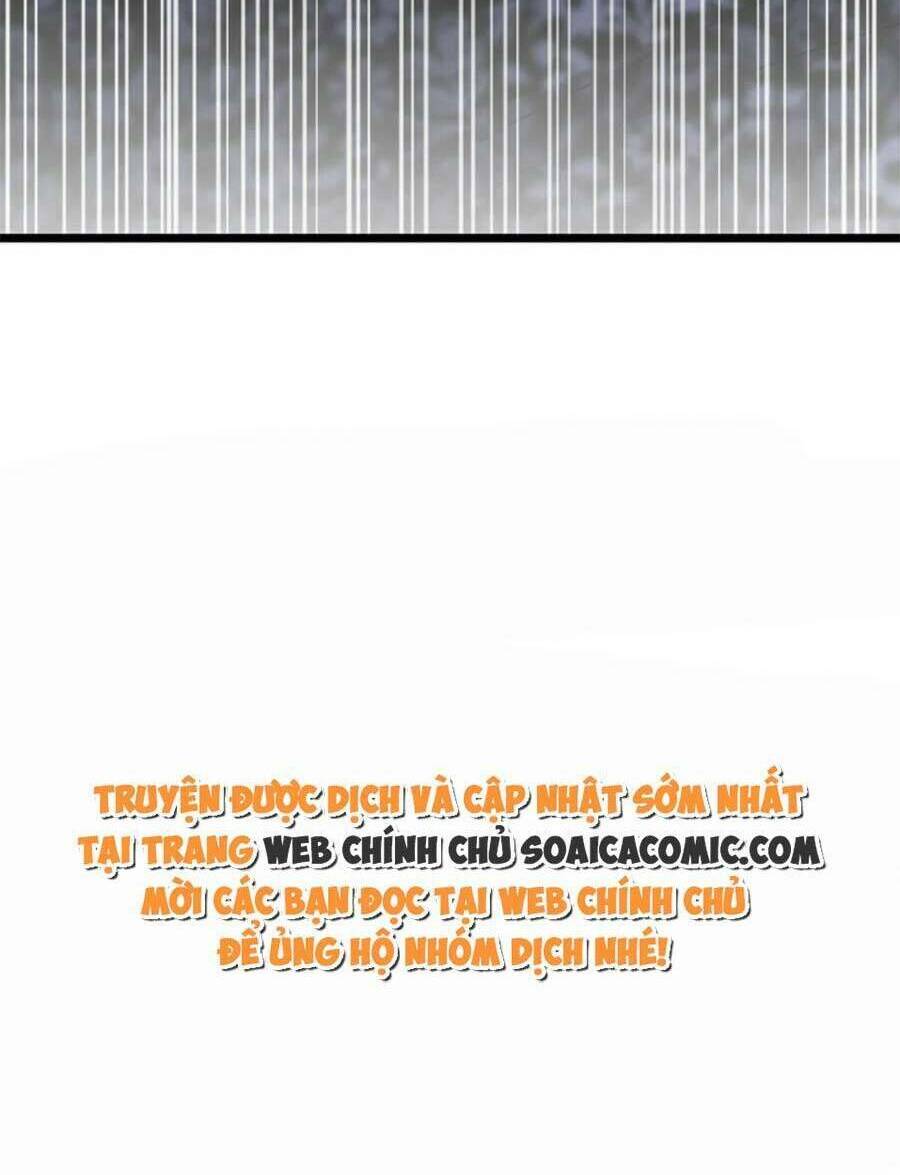 TRUYỆN ĐƯỢC DỊCH VÀ CẬP NHẬT SỚM NHẤT
TẠI TRANG WEB CHÍNH CHỦ SOAICACOMIC.COM
MỜI CÁC BẠN ĐỌC TẠI WEB CHÍNH CHỦ
ĐỂ ỦNG HỘ NHÓM DỊCH NHÉ!